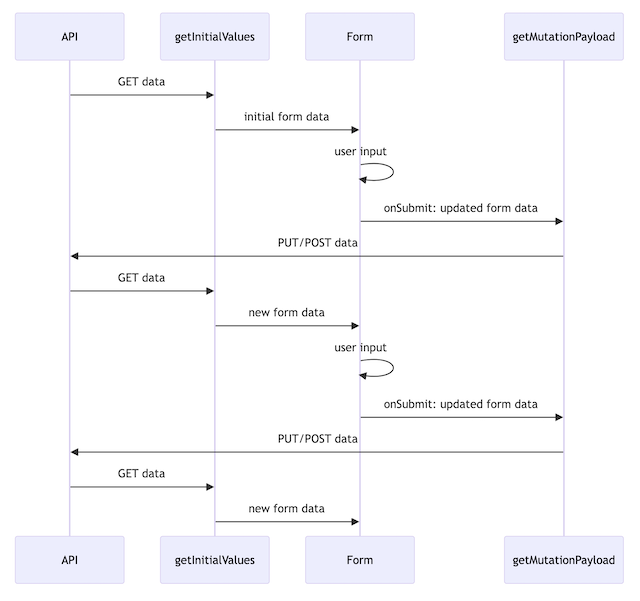 API
getInitialValues
Form
getMutationPayload
GET data
initial form data
user input
onSubmit: updated form data
PUT/POST data
GET data
new form data
user input
onSubmit: updated form data
PUT/POST data
GET data
new form data
API
getInitialValues
Form
getMutationPayload